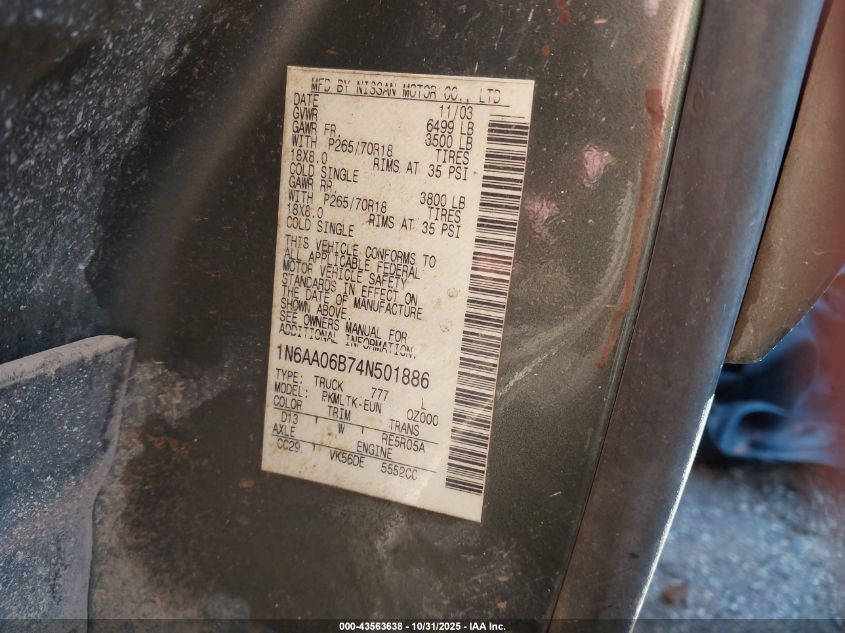 MFD BY NISSAN MOTOR CO., LTD
DATE 11/03
GVWR 6499 LB
GAWR FR. 3500 LB
WITH P265/70R18 TIRES
18X8.0 RIMS AT 35 PSI
COLD SINGLE
GAWR RR. 3800 LB
WITH P265/70R18 TIRES
18X8.0 RIMS AT 35 PSI
COLD SINGLE
THIS VEHICLE CONFORMS TO
ALL APPLICABLE FEDERAL
MOTOR VEHICLE SAFETY
STANDARDS IN EFFECT ON
THE DATE OF MANUFACTURE
SHOWN ABOVE.
SEE OWNERS MANUAL FOR
ADDITIONAL INFORMATION.
1N6AA06B74N501886
TYPE: TRUCK 777 L
MODEL: PKMLTK-EUN OZ000
COLOR TRIM TRANS
D13 W RE5R05A
AXLE ENGINE
CC29 VK56DE 5552CC
000-43563638 - 10/31/2025 - IAA Inc.